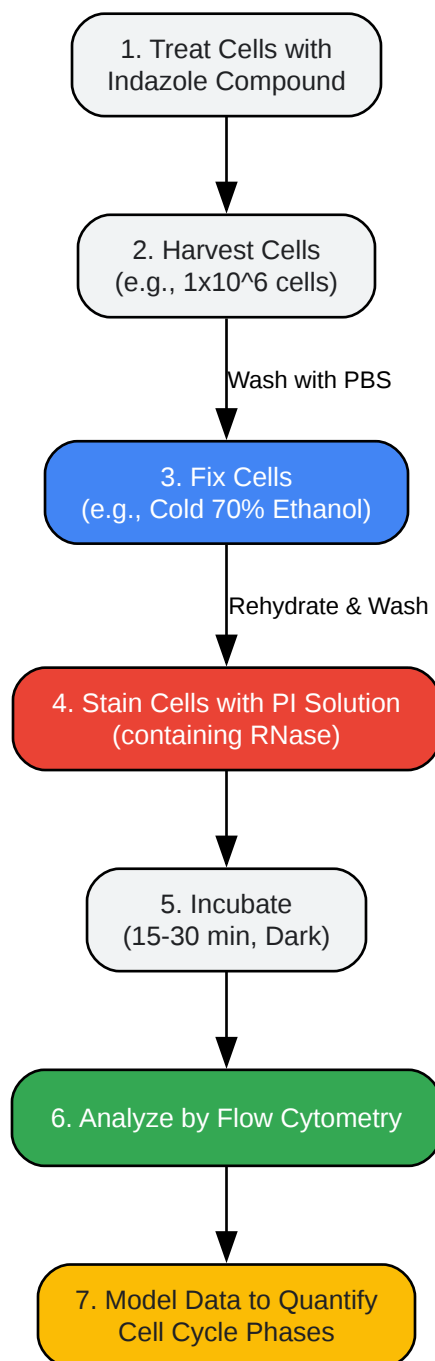 1. Treat Cells with
Indazole Compound
2. Harvest Cells
(e.g., 1x10^6 cells)
Wash with PBS
3. Fix Cells
(e.g., Cold 70% Ethanol)
Rehydrate & Wash
4. Stain Cells with PI Solution
(containing RNase)
5. Incubate
(15-30 min, Dark)
6. Analyze by Flow Cytometry
7. Model Data to Quantify
Cell Cycle Phases